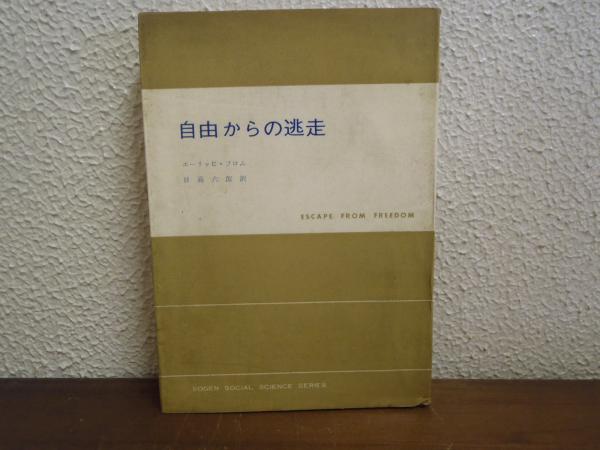 自由からの逃走
エーリッヒ・フロム
日高六郎訳
ESCAPE FROM FREEDOM
SOGEN SOCIAL SCIENCE SERIES